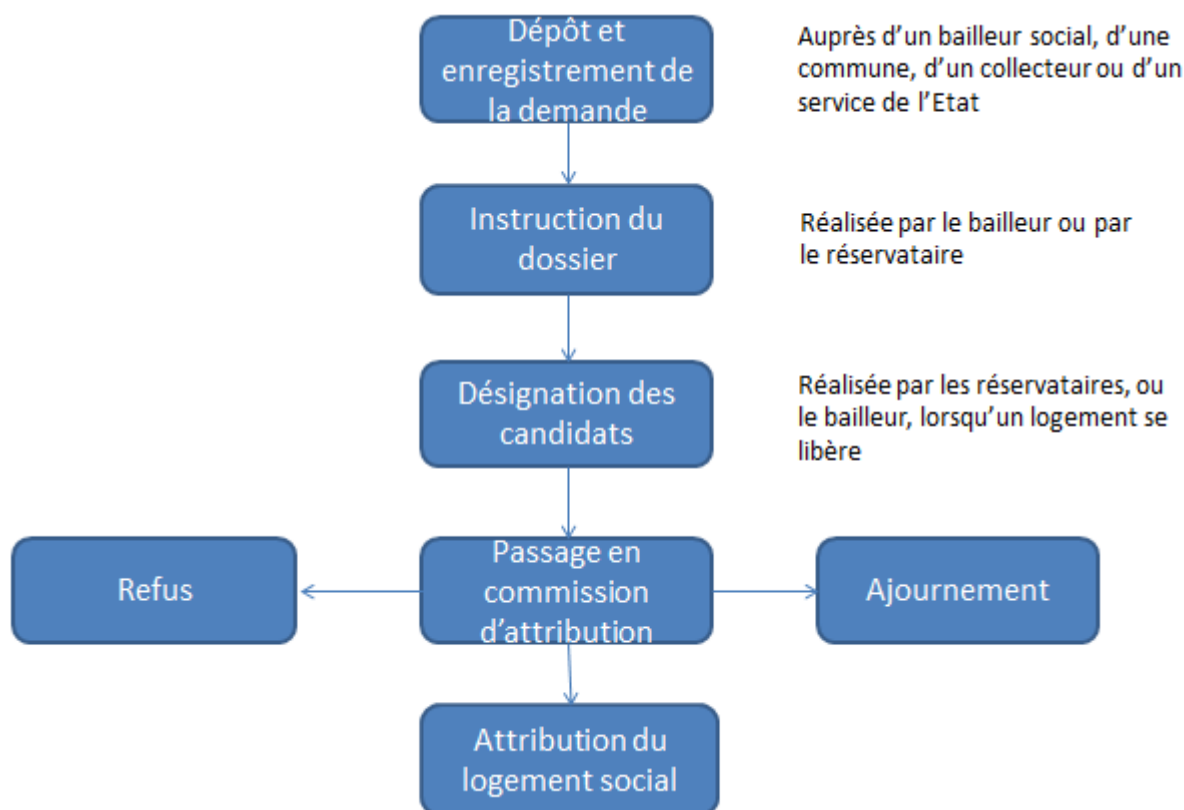 Dépôt et
enregistrement de
la demande
Auprès d'un bailleur social, d'une
commune, d'un collecteur ou d'un
service de l'Etat
Instruction du
dossier
Réalisée par le bailleur ou par
le réservataire
Désignation des
candidats
Réalisée par les réservataires, ou
le bailleur, lorsqu'un logement se
libère
Refus
Passage en
commission
d'attribution
Ajournement
Attribution du
logement social